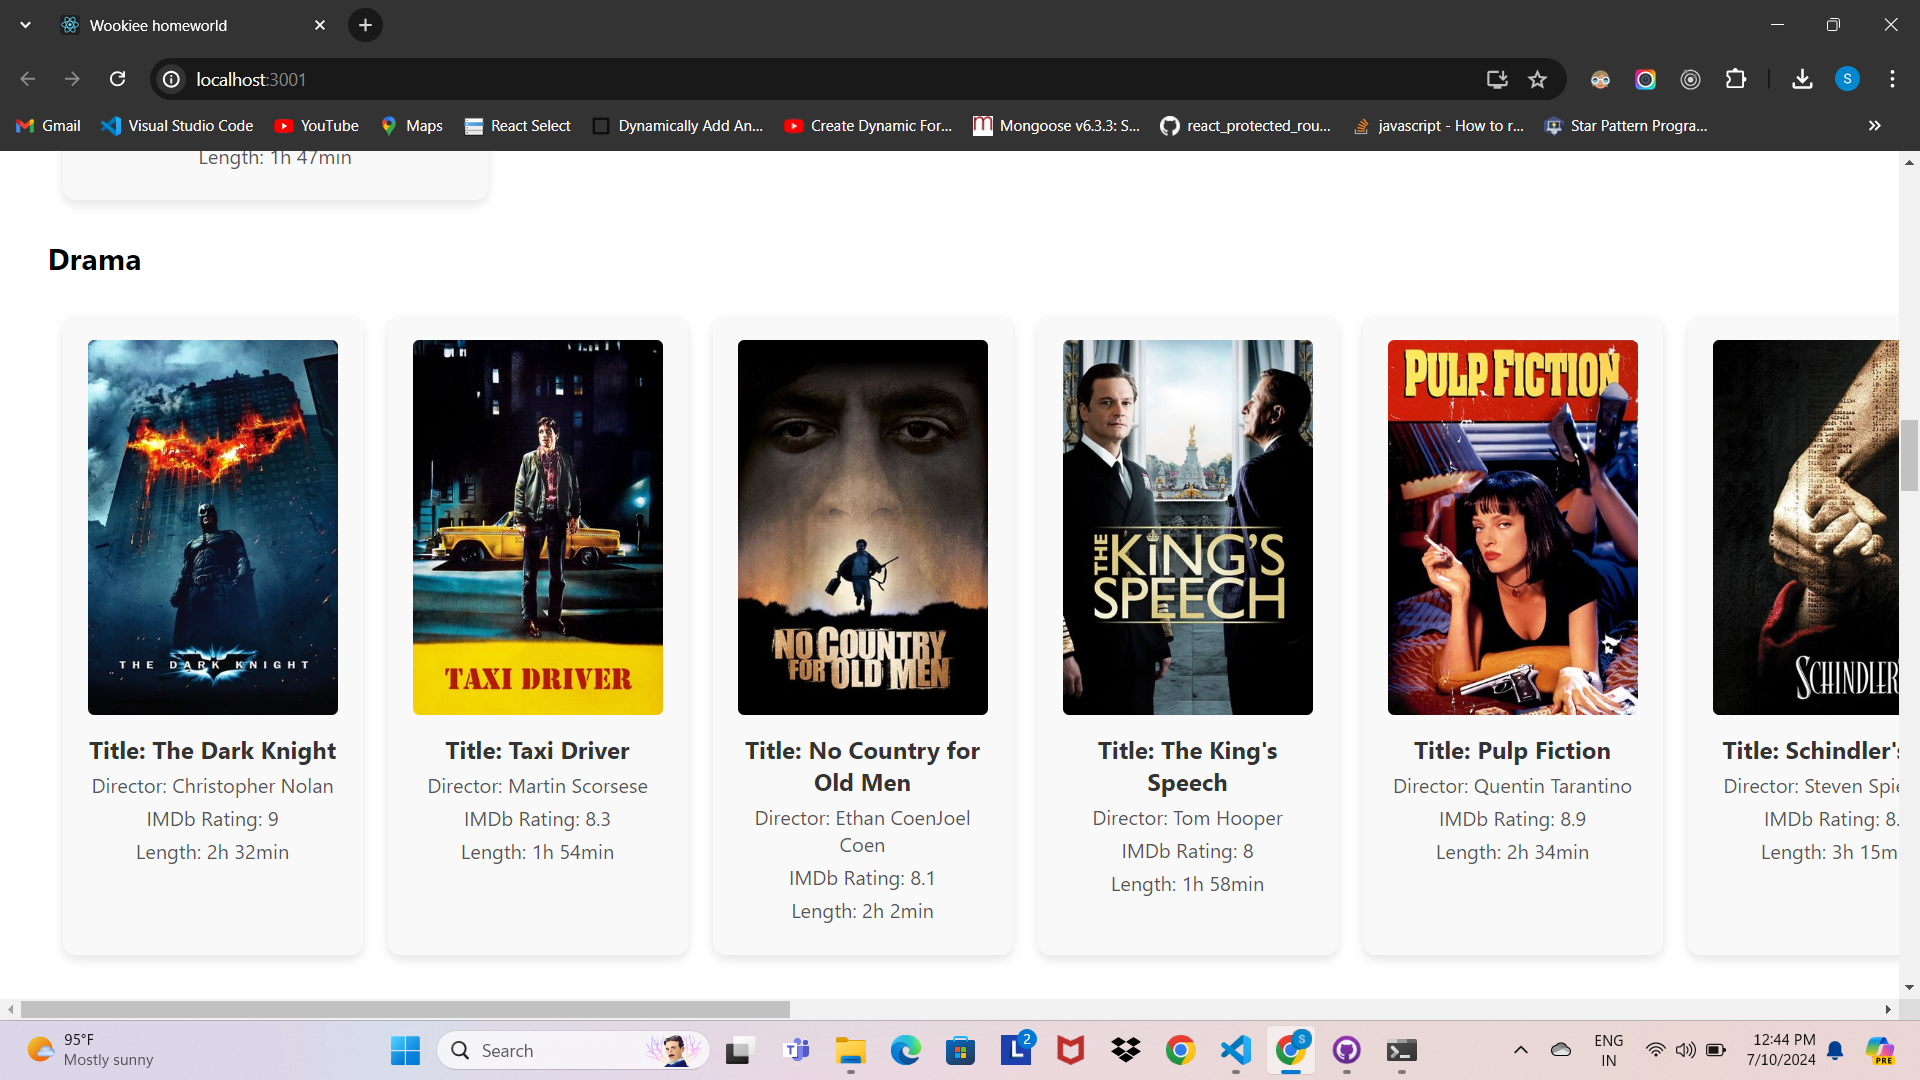 Wookiee homeworld
localhost:3001
S
Gmail
Visual Studio Code
YouTube
Maps
React Select
Dynamically Add An...
Create Dynamic For...
Mongoose v6.3.3: S...
react_protected_rou...
javascript - How to r...
Star Pattern Progra...
Length: 1h 47min
Drama
THE DARK KNIGHT
TAXI DRIVER
NO COUNTRY
FOR OLD MEN
THE KING'S
SPEECH
PULP FICTION
SCHINDLER
Title: The Dark Knight
Director: Christopher Nolan
IMDb Rating: 9
Length: 2h 32min
Title: Taxi Driver
Director: Martin Scorsese
IMDb Rating: 8.3
Length: 1h 54min
Title: No Country for
Old Men
Director: Ethan CoenJoel
Coen
IMDb Rating: 8.1
Length: 2h 2min
Title: The King's
Speech
Director: Tom Hooper
IMDb Rating: 8
Length: 1h 58min
Title: Pulp Fiction
Director: Quentin Tarantino
IMDb Rating: 8.9
Length: 2h 34min
Title: Schindler's
Director: Steven Spie
IMDb Rating: 8.
Length: 3h 15m
95°F
Mostly sunny
Search
2
S
ENG
IN
12:44 PM
7/10/2024
PRE